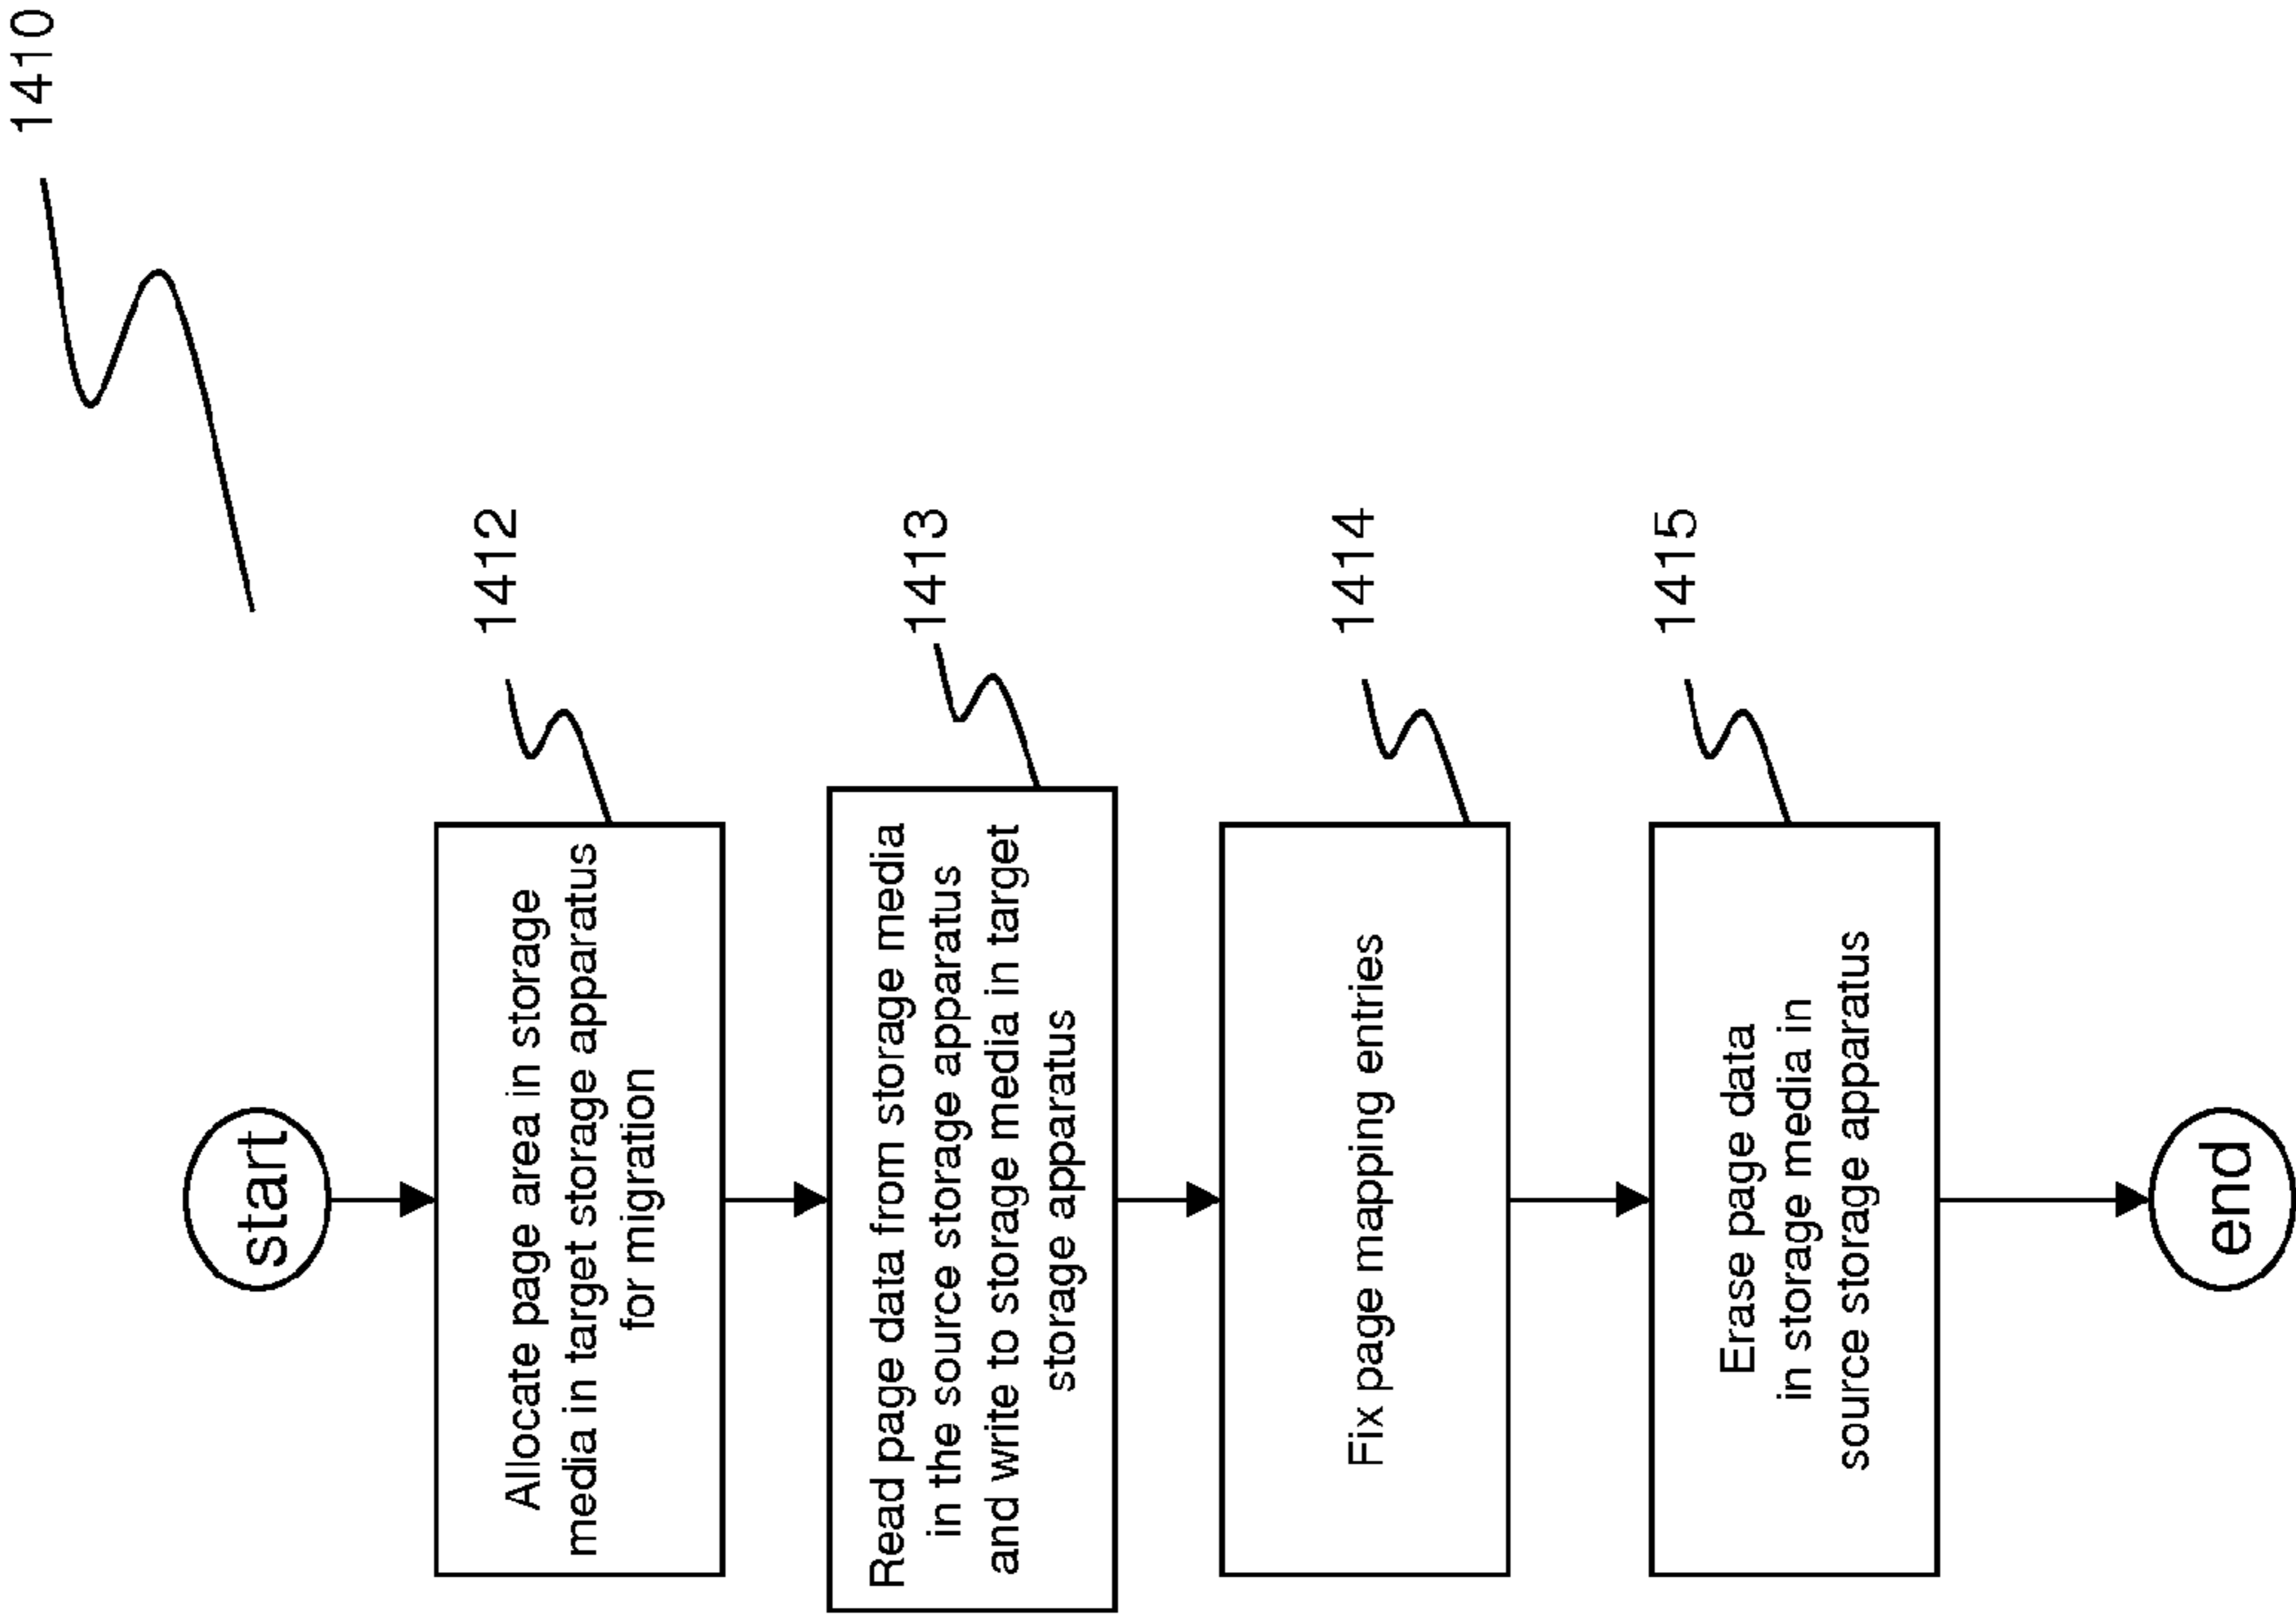 1410
start
1412
Allocate page area in storage
media in target storage apparatus
for migration
1413
Read page data from storage media
in the source storage apparatus
and write to storage media in target
storage apparatus
1414
Fix page mapping entries
1415
Erase page data
in storage media in
source storage apparatus
end